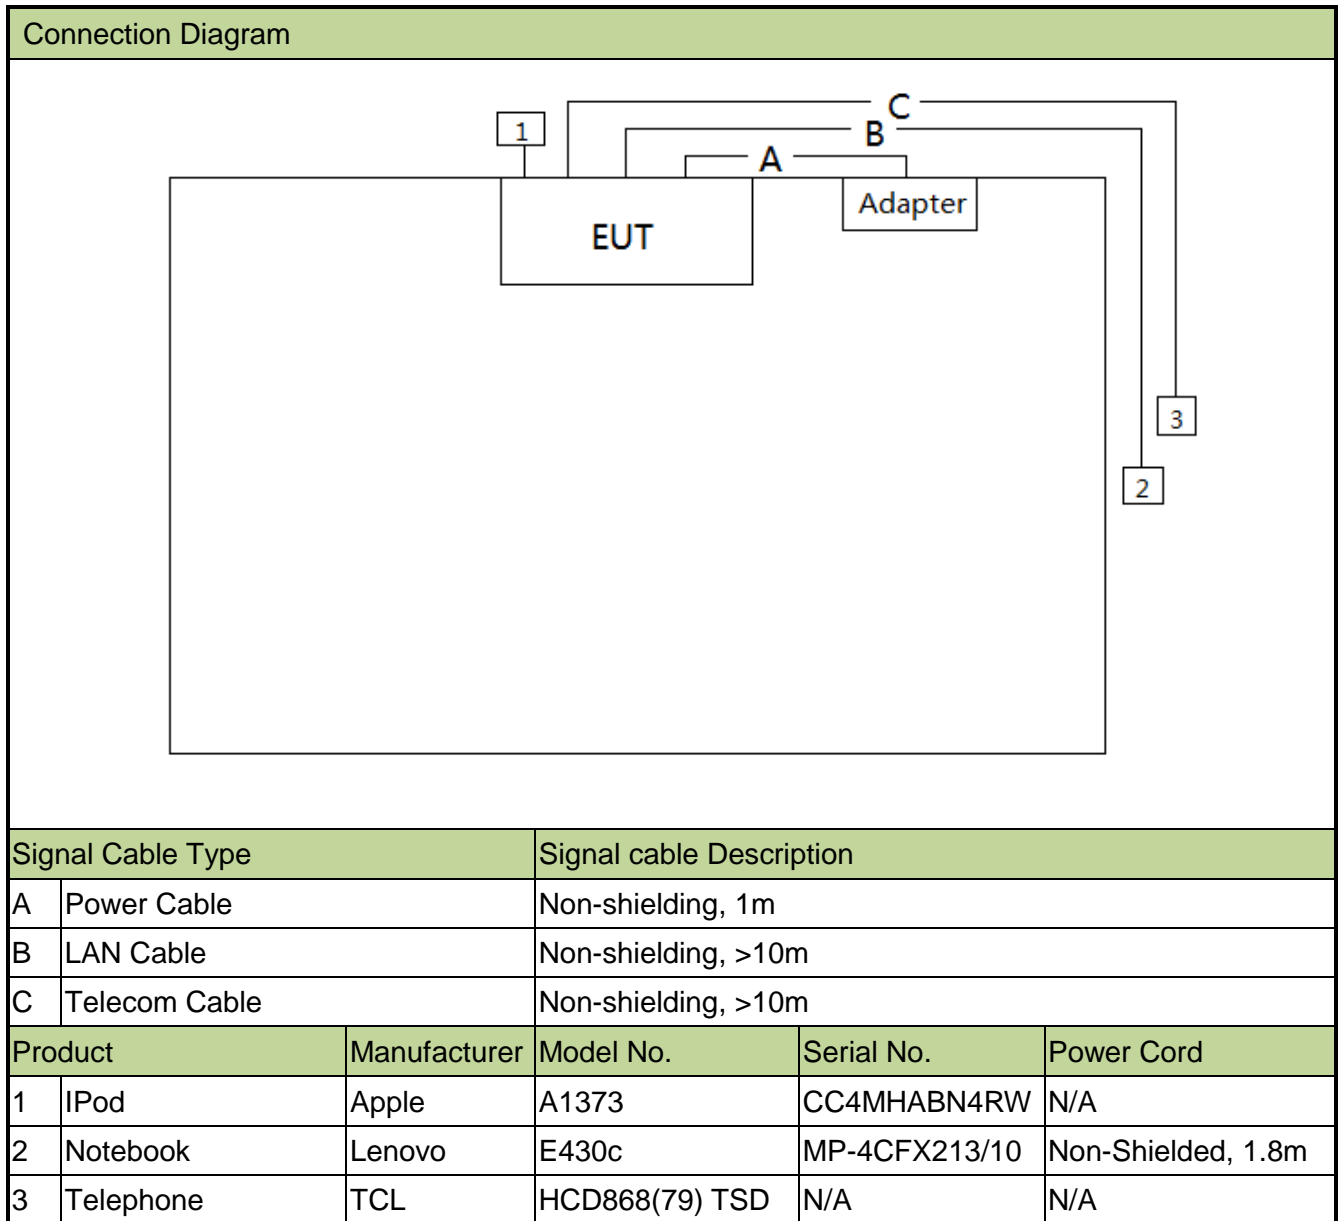 Connection Diagram
C
1
B
A
Adapter
EUT
3
2
Signal Cable Type Signal cable Description
A Power Cable Non-shielding, 1m
B LAN Cable Non-shielding, >10m
C Telecom Cable Non-shielding, >10m
Product Manufacturer Model No. Serial No. Power Cord
1 IPod Apple A1373 CC4MHABN4RW N/A
2 Notebook Lenovo E430c MP-4CFX213/10 Non-Shielded, 1.8m
3 Telephone TCL HCD868(79) TSD N/A N/A